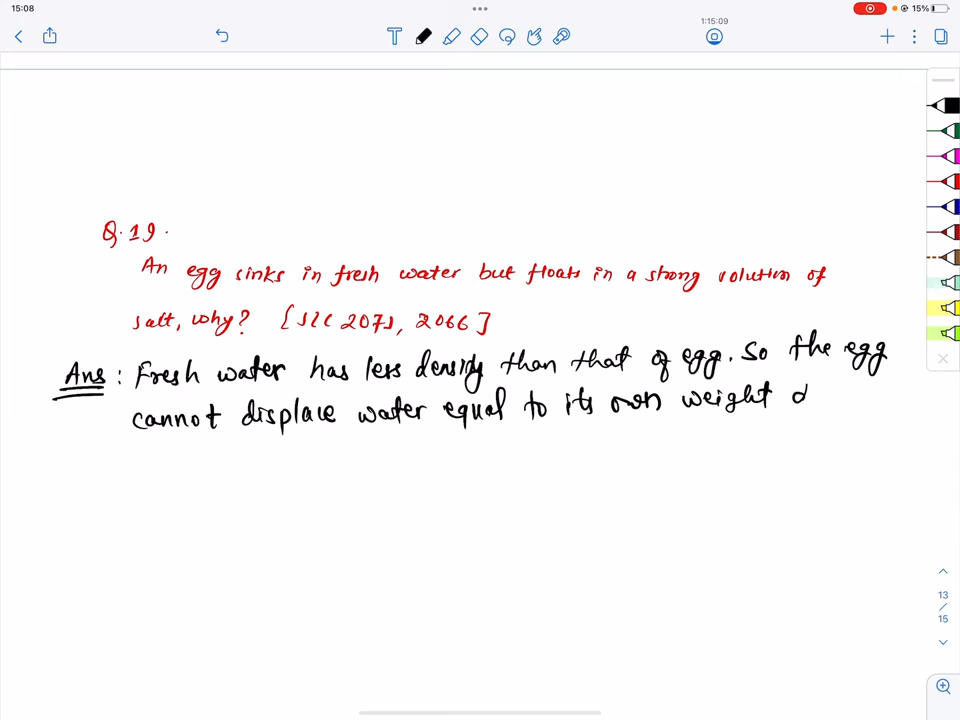 15:08
1:15:09
15%
T
Q.19.
An egg sinks in fresh water but floats in a strong solution of
salt, why? [SLC 2071, 2066]
Ans: Fresh water has less density than that of egg. So the egg
cannot displace water equal to its own weight d
13
/
15